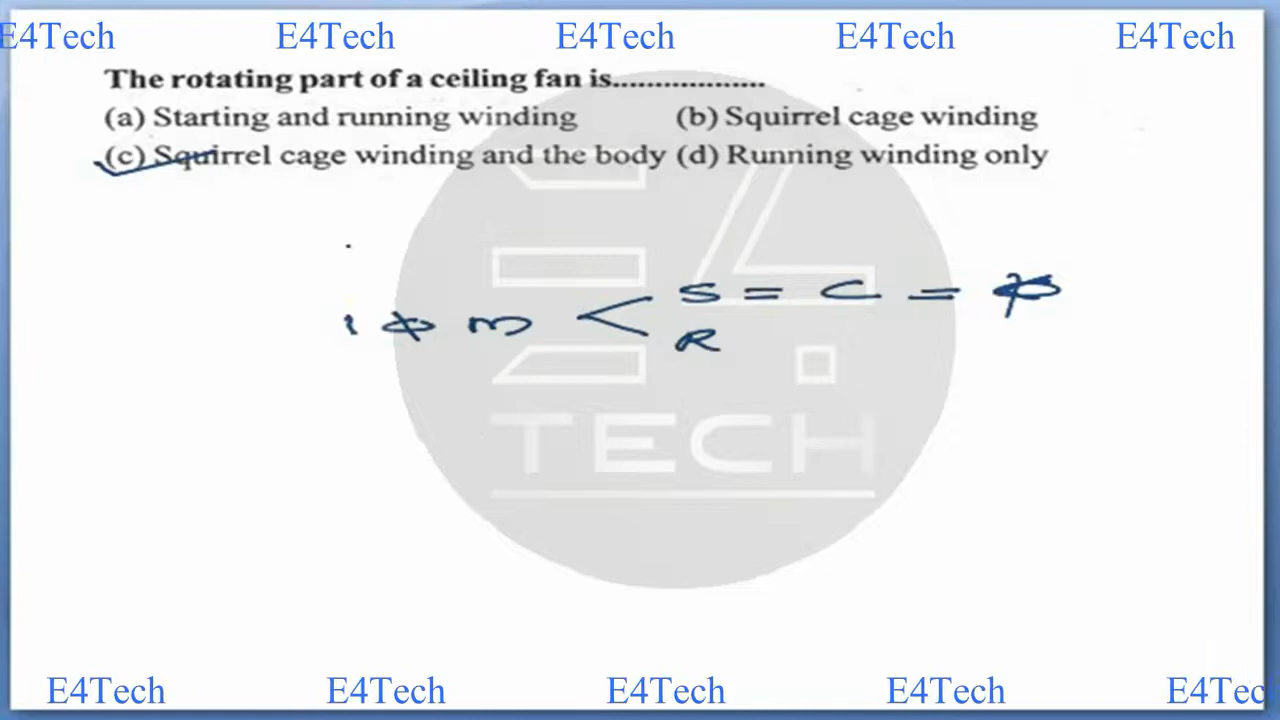 E4Tech E4Tech E4Tech E4Tech E4Tech
The rotating part of a ceiling fan is...................
(a) Starting and running winding (b) Squirrel cage winding
(c) Squirrel cage winding and the body (d) Running winding only
S = C = ϕ
1 ϕ m <
R
TECH
E4Tech E4Tech E4Tech E4Tech E4Tec